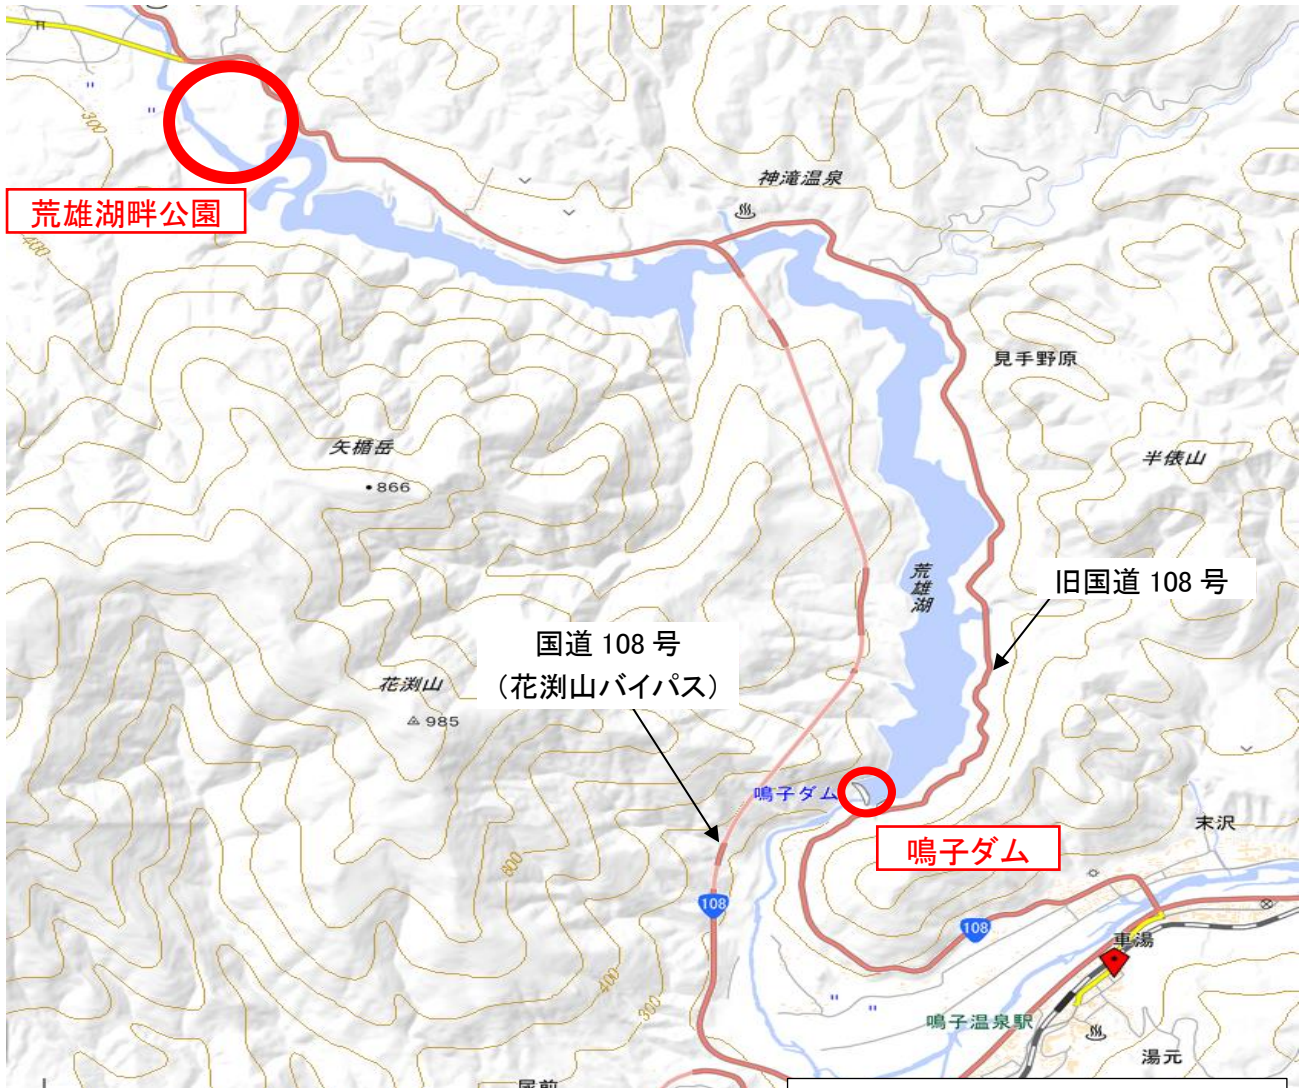 300
荒雄湖畔公園
400
神滝温泉
見手野原
矢櫃岳
866
半俵山
荒雄湖
旧国道 108 号
国道 108 号
(花渕山バイパス)
花渕山
985
鳴子ダム
鳴子ダム
末沢
600
108
108
車湯
400
300
鳴子温泉駅
湯元